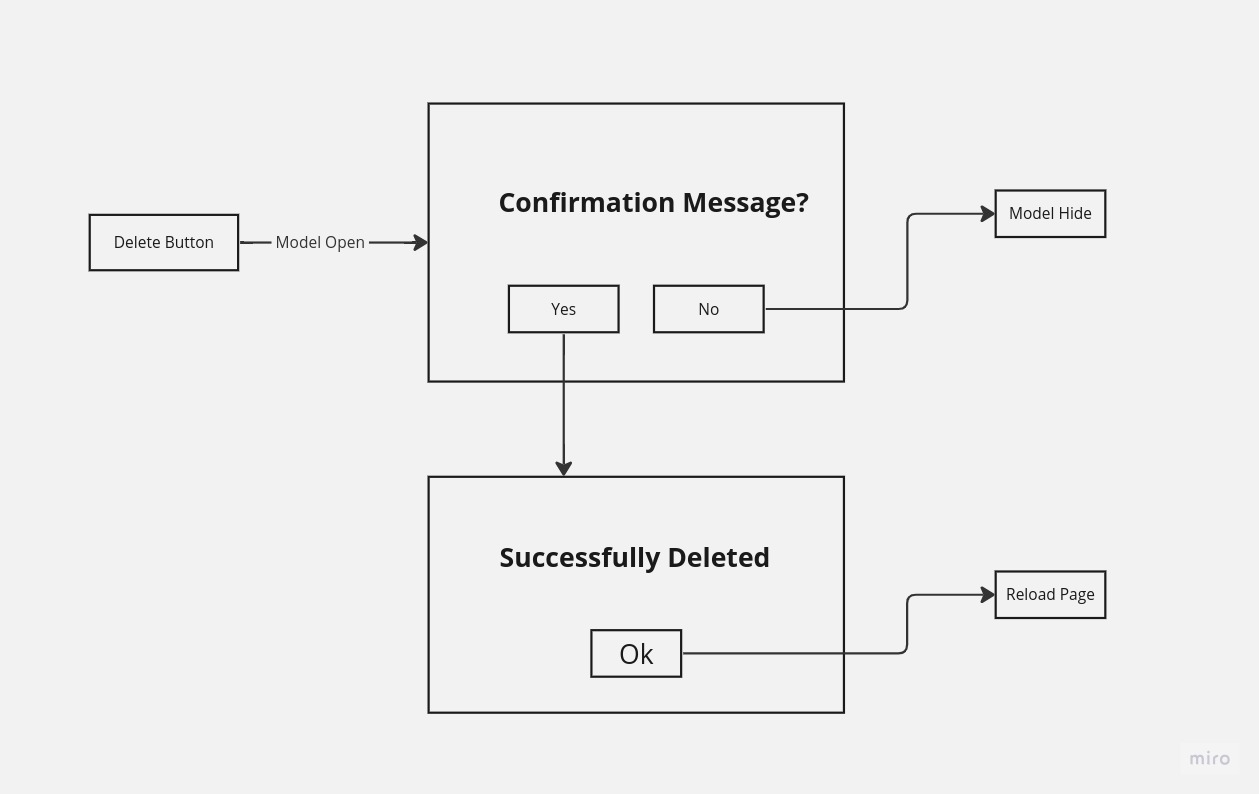 Confirmation Message?
Model Hide
Delete Button
Model Open
Yes
No
Successfully Deleted
Reload Page
Ok
miro